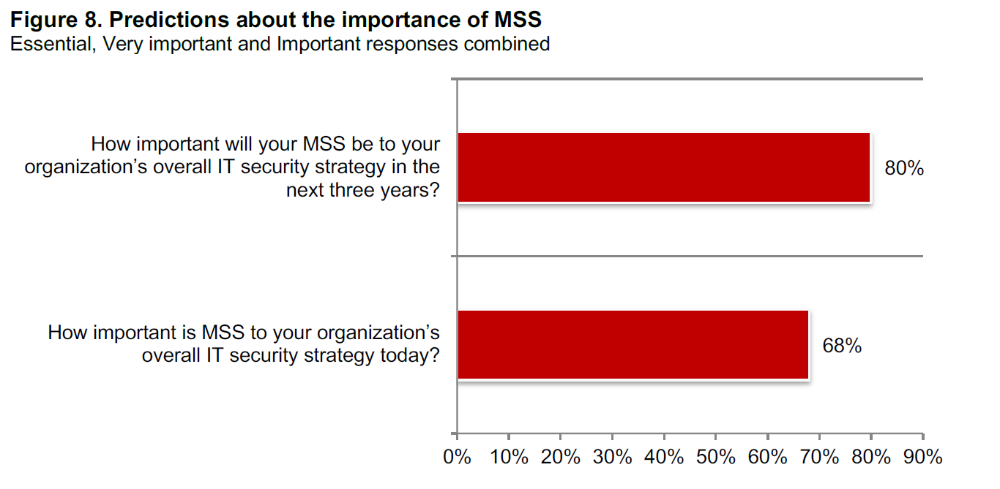 Figure 8. Predictions about the importance of MSS
Essential, Very important and Important responses combined
How important will your MSS be to your
organization’s overall IT security strategy in the
next three years?
80%
How important is MSS to your organization’s
overall IT security strategy today?
68%
0% 10% 20% 30% 40% 50% 60% 70% 80% 90%